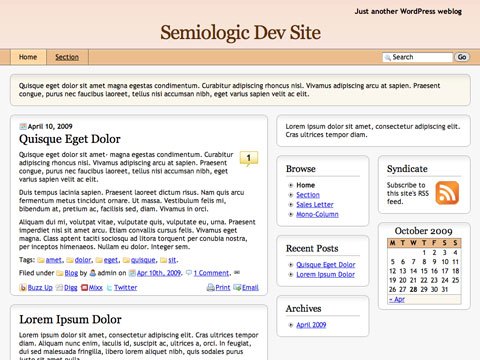 Just another WordPress weblog
Semiologic Dev Site
Home
Section
Search
Go
Quisque eget dolor sit amet magna egestas condimentum. Curabitur adipiscing rhoncus nisl. Vivamus adipiscing arcu at sapien. Praesent
congue, purus nec faucibus laoreet, tellus nisi accumsan nibh, eget varius sapien velit ac elit.
April 10, 2009
Quisque Eget Dolor
1
Quisque eget dolor sit amet- magna egestas condimentum. Curabitur
adipiscing rhoncus nisl. Vivamus adipiscing arcu at sapien. Praesent
congue, purus nec faucibus laoreet, tellus nisi accumsan nibh, eget
varius sapien velit ac elit.
Duis tempus lacinia sapien. Praesent laoreet dictum risus. Nam quis arcu
fermentum metus tincidunt ornare. Ut massa. Vestibulum felis mi,
bibendum at, pretium ac, facilisis sed, diam. Vivamus in orci.
Aliquam dui mi, volutpat vitae, vulputate quis, vulputate eu, urna. Praesent
imperdiet nisi sit amet arcu. Etiam convallis cursus felis. Vivamus eget
magna. Class aptent taciti sociosqu ad litora torquent per conubia nostra,
per inceptos himenaeos. Nullam eu dolor. Integer sem.
Tags: amet, dolor, eget, quisque, sit.
Filed under Blog by admin on Apr 10th, 2009. 1 Comment.
Buzz Up Digg Mixx Twitter Print Email
Lorem Ipsum Dolor
Lorem ipsum dolor sit amet, consectetur adipiscing elit. Cras ultrices
tempor diam. Curabitur iaculis, lorem id suscipit ac, ultrices a, orci. In feugiat, dui
Lorem ipsum dolor sit amet, consectetur adipiscing elit.
Cras ultrices tempor diam.
Browse
Home
Section
Sales Letter
Mono-Column
Recent Posts
Quisque Eget Dolor
Lorem Ipsum Dolor
Archives
April 2009
Syndicate
Subscribe to
this site's RSS
feed.
October 2009
M T W T F S S
1 2 3 4
5 6 7 8 9 10 11
12 13 14 15 16 17 18
19 20 21 22 23 24 25
26 27 28 29 30 31
« Apr